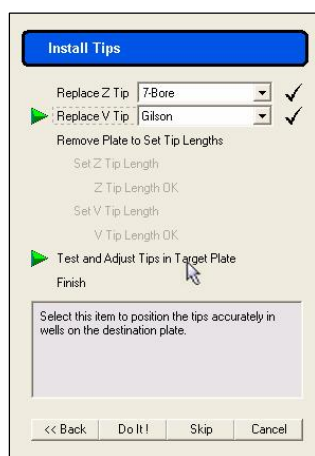 Install Tips
Replace Z Tip 7-Bore
Replace V Tip Gilson
Remove Plate to Set Tip Lengths
Set Z Tip Length
Z Tip Length OK
Set V Tip Length
V Tip Length OK
Test and Adjust Tips in Target Plate
Finish
Select this item to position the tips accurately in
wells on the destination plate.
<< Back Do It! Skip Cancel